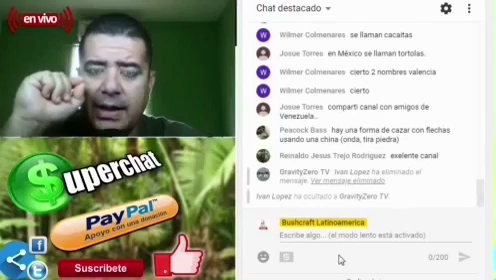 en vivo
Superchat
PayPal
Apoyo con una donación.
Suscribete
Chat destacado
W Wilmer Colmenares se llaman cacaitas
Josue Torres en México se llaman tortolas.
W Wilmer Colmenares cierto 2 nombres valencia
W Wilmer Colmenares cierto
Josue Torres comparti canal con amigos de
Venezuela..
Peacock Bass hay una forma de cazar con flechas
usando una china (onda, tira piedra)
Reinaldo Jesus Trejo Rodriguez exelente canal
GravityZero TV Ivan Lopez ha eliminado el
mensaje. Ver mensaje eliminado
Ivan Lopez ha ocultado a GravityZero TV
Bushcraft Latinoamerica
Escribe algo... (el modo lento está activado)
0/200